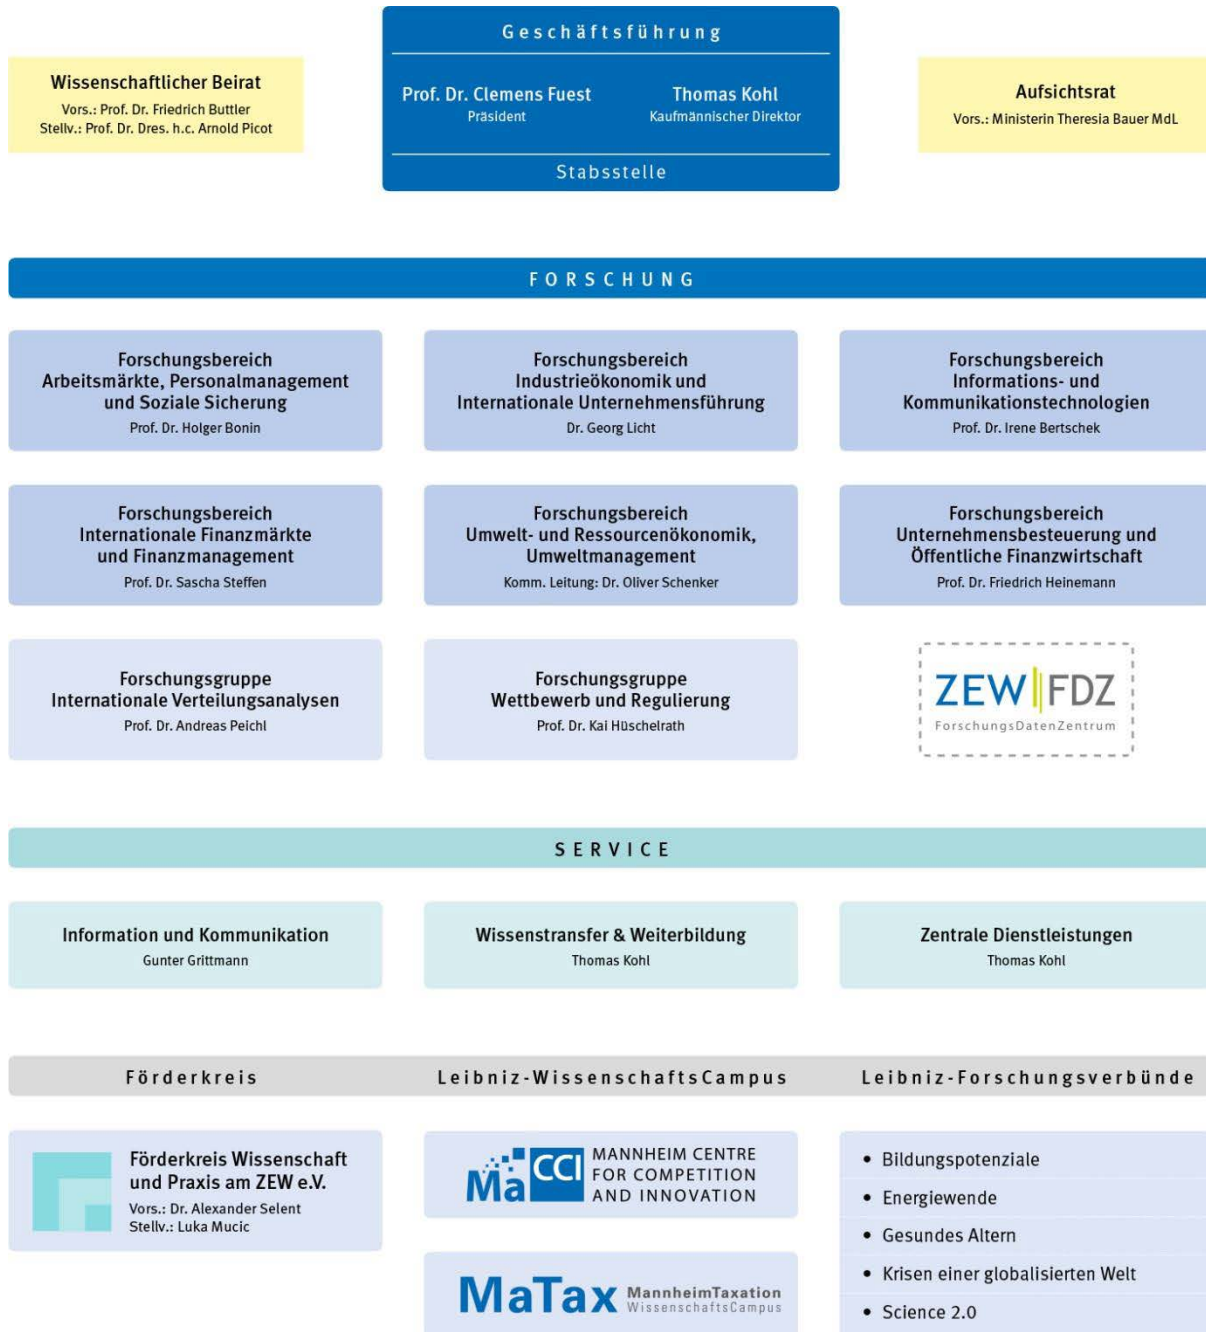 Geschäftsführung
Wissenschaftlicher Beirat
Vors.: Prof. Dr. Friedrich Buttler
Stellv.: Prof. Dr. Dres. h.c. Arnold Picot
Prof. Dr. Clemens Fuest
Präsident
Thomas Kohl
Kaufmännischer Direktor
Stabsstelle
Aufsichtsrat
Vors.: Ministerin Theresia Bauer MdL
FORSCHUNG
Forschungsbereich
Arbeitsmärkte, Personalmanagement
und Soziale Sicherung
Prof. Dr. Holger Bonin
Forschungsbereich
Industrieökonomik und
Internationale Unternehmensführung
Dr. Georg Licht
Forschungsbereich
Informations- und
Kommunikationstechnologien
Prof. Dr. Irene Bertschek
Forschungsbereich
Internationale Finanzmärkte
und Finanzmanagement
Prof. Dr. Sascha Steffen
Forschungsbereich
Umwelt- und Ressourcenökonomik,
Umweltmanagement
Komm. Leitung: Dr. Oliver Schenker
Forschungsbereich
Unternehmensbesteuerung und
Öffentliche Finanzwirtschaft
Prof. Dr. Friedrich Heinemann
Forschungsgruppe
Internationale Verteilungsanalysen
Prof. Dr. Andreas Peichl
Forschungsgruppe
Wettbewerb und Regulierung
Prof. Dr. Kai Hüschelrath
ZEW FDZ
ForschungsDatenZentrum
SERVICE
Information und Kommunikation
Gunter Grittmann
Wissenstransfer & Weiterbildung
Thomas Kohl
Zentrale Dienstleistungen
Thomas Kohl
Förderkreis
Leibniz-WissenschaftsCampus
Leibniz-Forschungsverbünde
Förderkreis Wissenschaft
und Praxis am ZEW e.V.
Vors.: Dr. Alexander Selent
Stellv.: Luka Mucic
MaCCI
MANNHEIM CENTRE
FOR COMPETITION
AND INNOVATION
MaTax
MannheimTaxation
WissenschaftsCampus
• Bildungspotenziale
• Energiewende
• Gesundes Altern
• Krisen einer globalisierten Welt
• Science 2.0